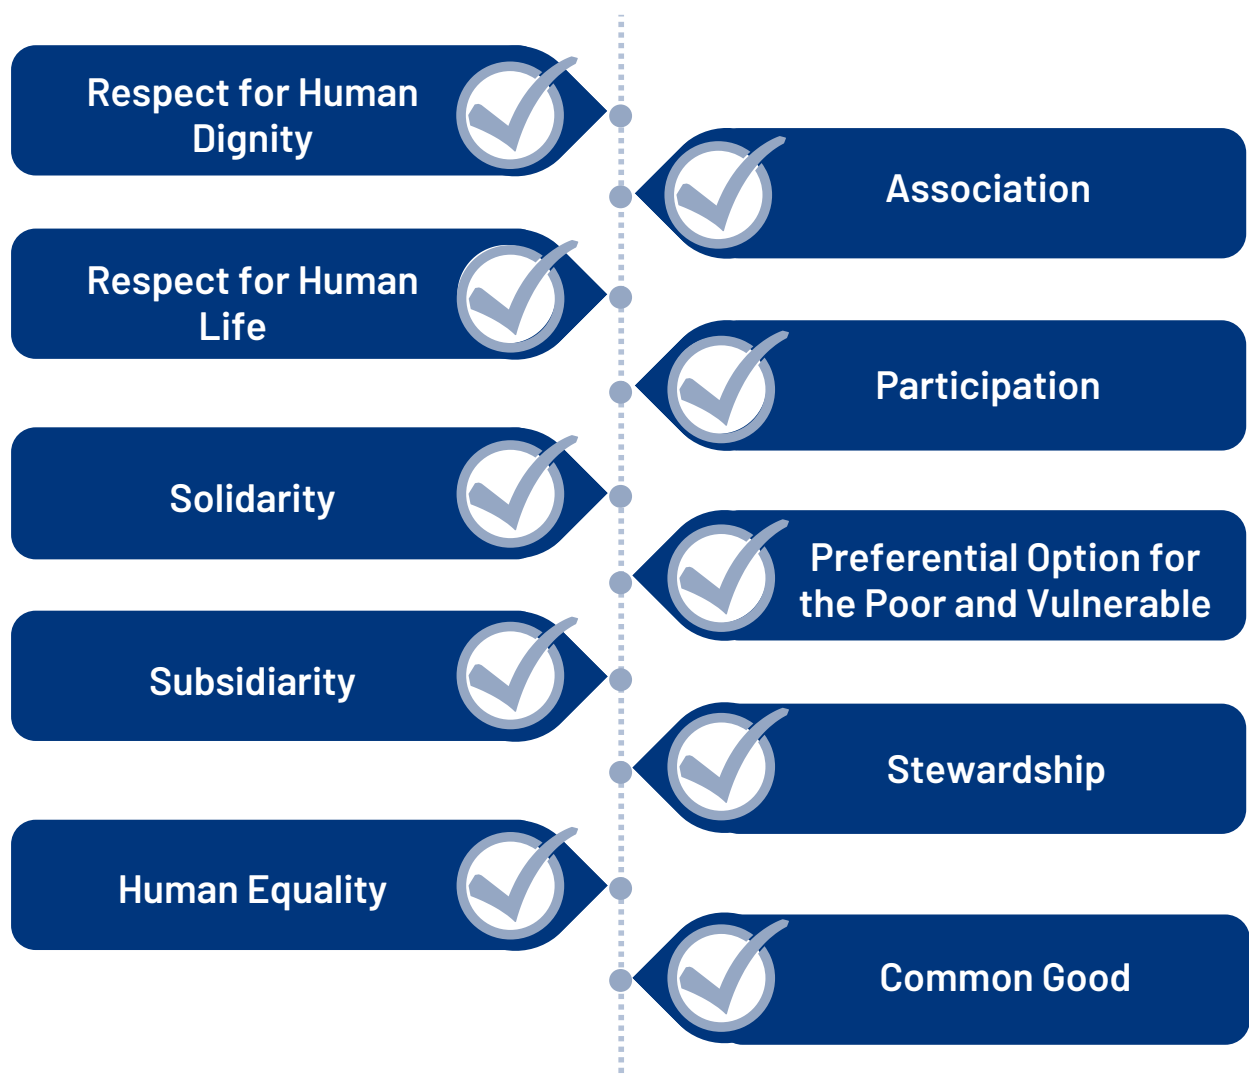 Respect for Human
Dignity
Association
Respect for Human
Life
Participation
Solidarity
Preferential Option for
the Poor and Vulnerable
Subsidiarity
Stewardship
Human Equality
Common Good